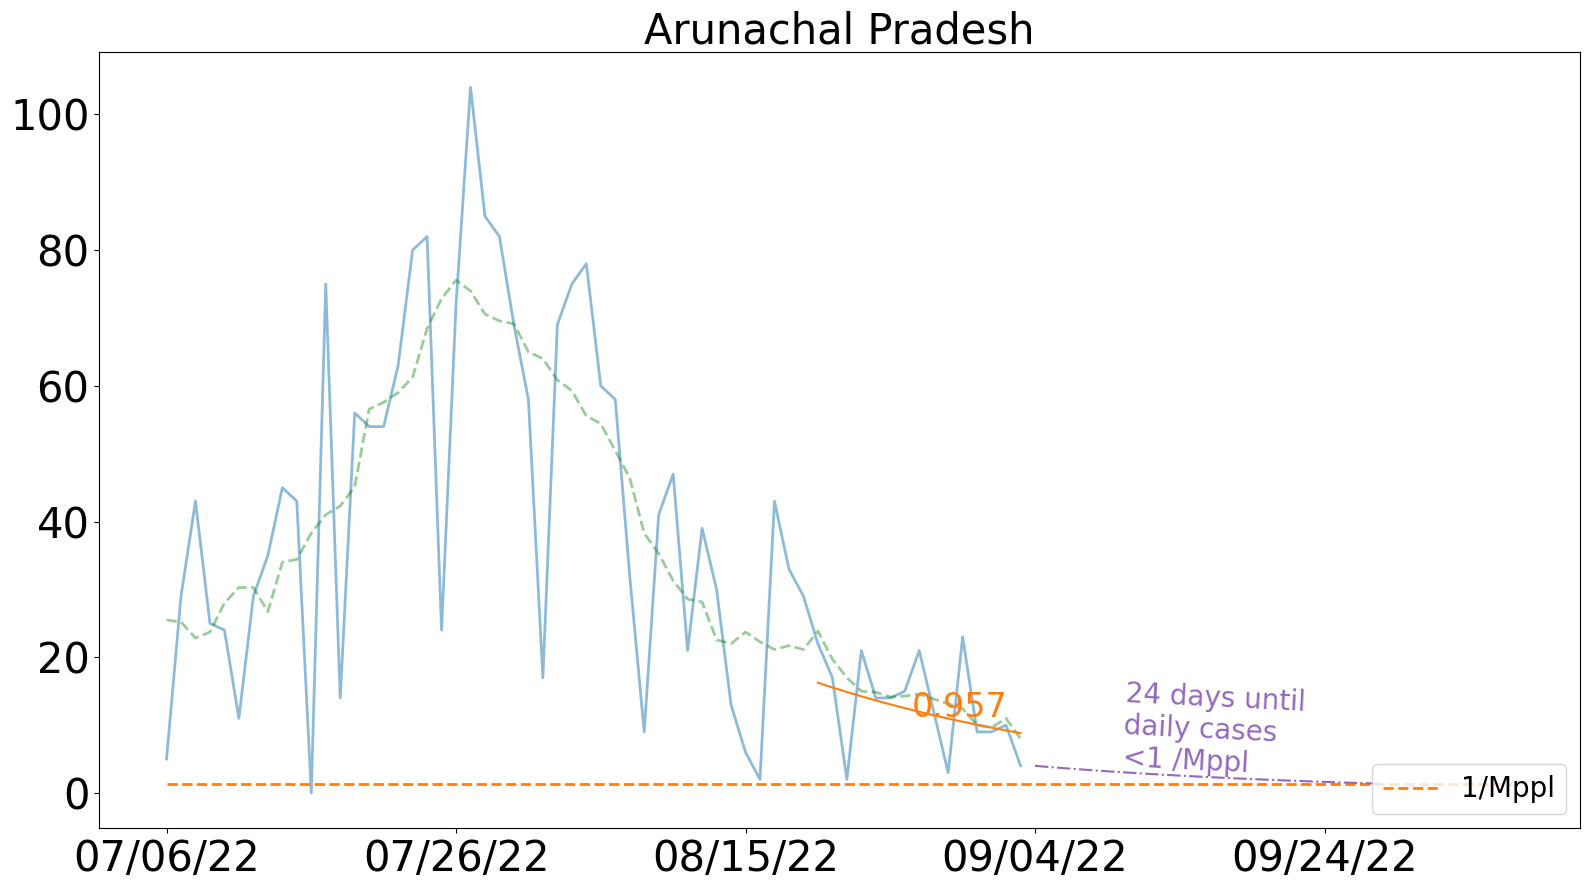 Arunachal Pradesh
100
80
60
40
20
0
0.957
24 days until
daily cases
<1 /Mppl
1/Mppl
07/06/22
07/26/22
08/15/22
09/04/22
09/24/22